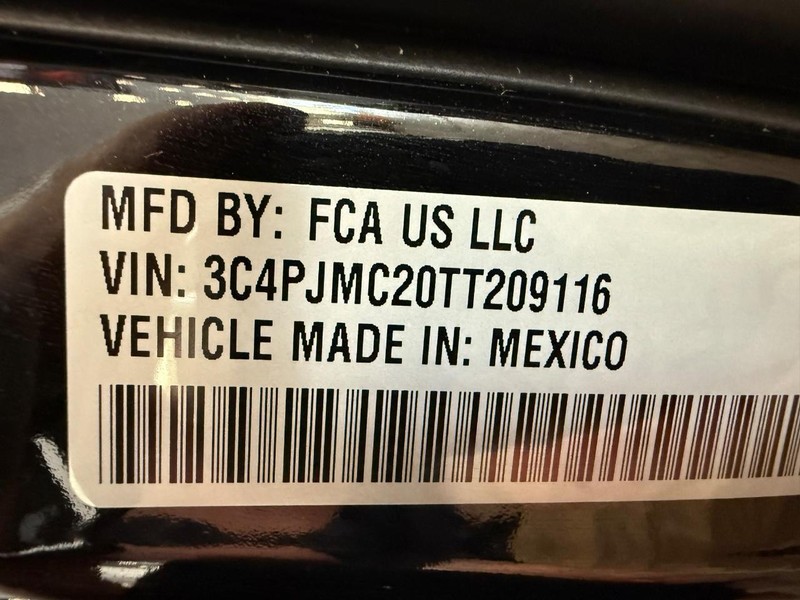 MFD BY: FCA US LLC
VIN: 3C4PJMC20TT209116
VEHICLE MADE IN: MEXICO